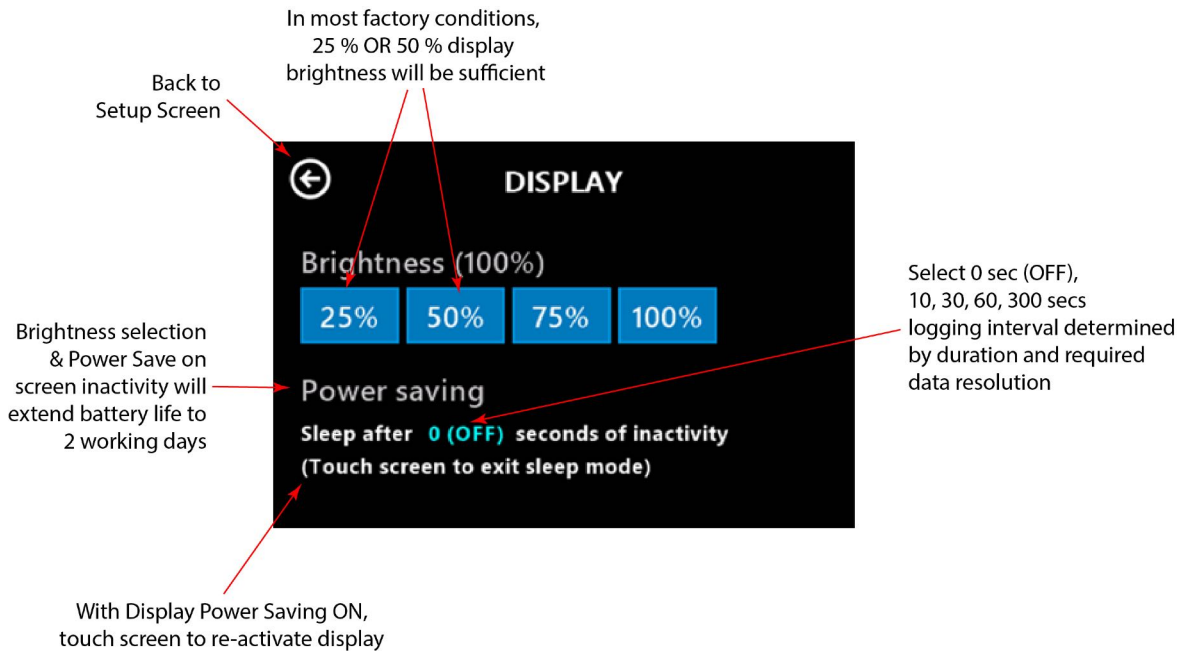 In most factory conditions,
25 % OR 50 % display
brightness will be sufficient
Back to
Setup Screen
DISPLAY
Brightness (100%)
25% 50% 75% 100%
Select 0 sec (OFF),
10, 30, 60, 300 secs
logging interval determined
by duration and required
data resolution
Brightness selection
& Power Save on
screen inactivity will
extend battery life to
2 working days
Power saving
Sleep after 0 (OFF) seconds of inactivity
(Touch screen to exit sleep mode)
With Display Power Saving ON,
touch screen to re-activate display